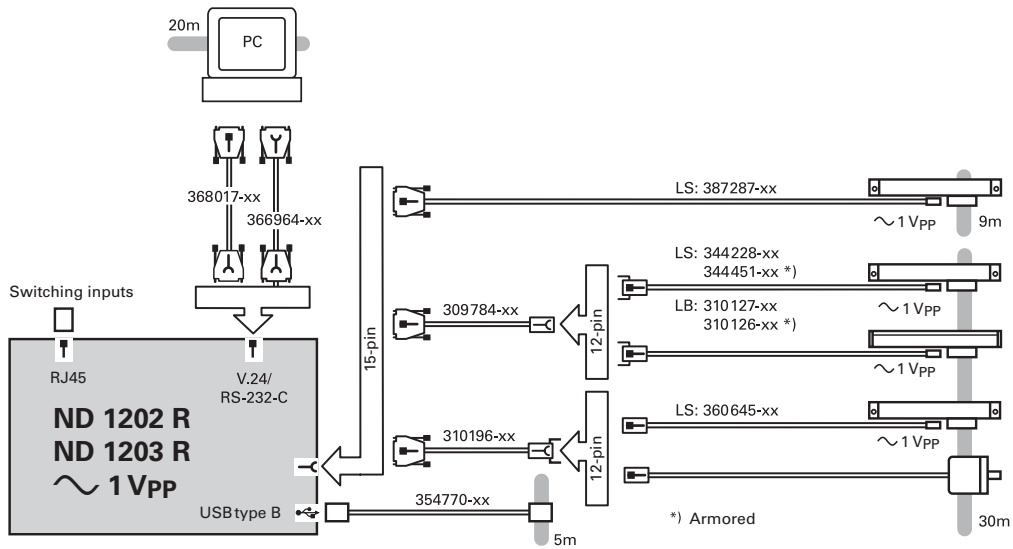 20m
PC
368017-xx
366964-xx
LS: 387287-xx
∼ 1 VPP
9m
LS: 344228-xx
344451-xx *)
Switching inputs
309784-xx
12-pin
LB: 310127-xx
310126-xx *)
∼ 1 VPP
15-pin
RJ45
V.24/
RS-232-C
∼ 1 VPP
ND 1202 R
ND 1203 R
∼ 1 VPP
310196-xx
12-pin
LS: 360645-xx
∼ 1 VPP
USB type B
354770-xx
5m
*) Armored
30m